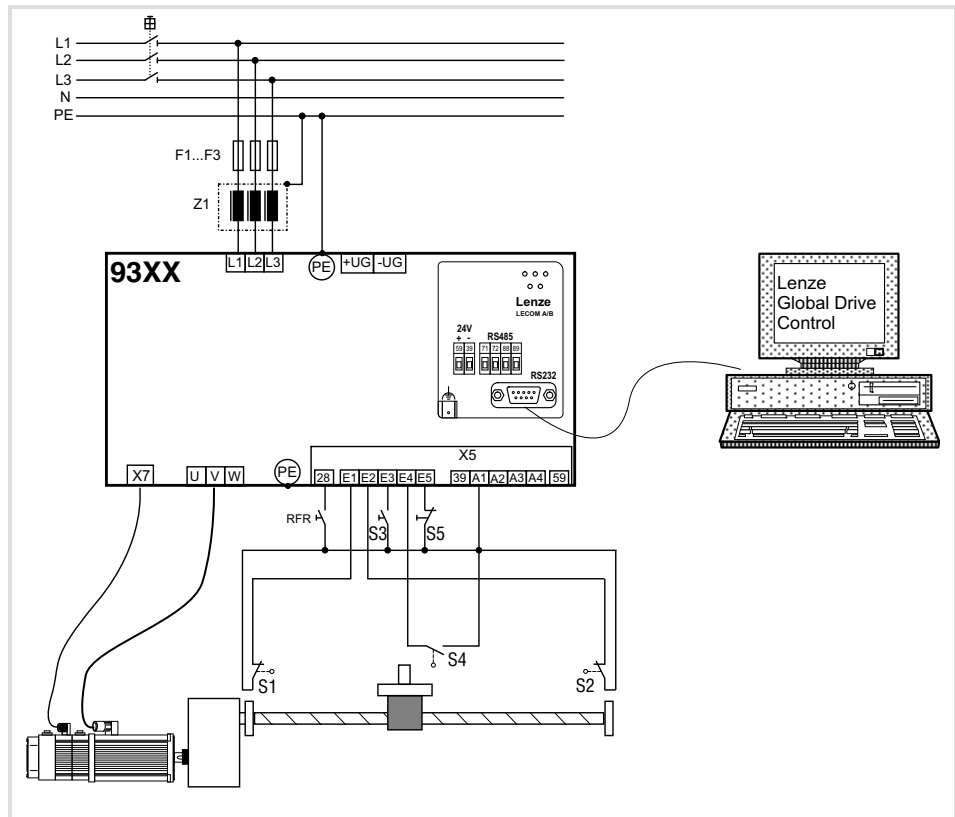 L1
L2
L3
N
PE
F1...F3
Z1
93XX
L1 L2 L3 PE +UG -UG
Lenze
LECOM A/B
24V
+ - RS485
59 39 71 72 88 89
RS232
Lenze
Global Drive
Control
X5
X7 U V W PE 28 E1 E2 E3 E4 E5 39 A1 A2 A3 A4 59
RFR S3 S5
S4
S1 S2